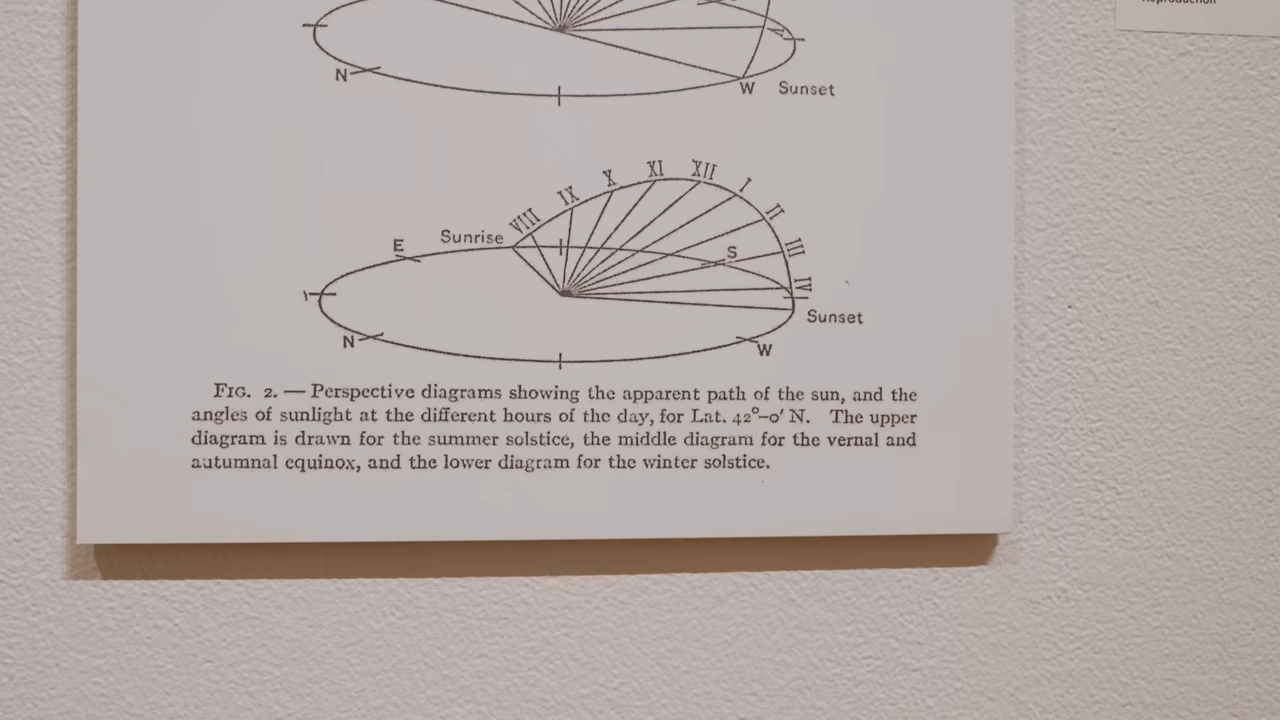 Reproduction
N
W Sunset
VIII IX X XI XII I II III IV
E Sunrise S
Sunset
N W
FIG. 2. — Perspective diagrams showing the apparent path of the sun, and the
angles of sunlight at the different hours of the day, for Lat. 42°–0′ N. The upper
diagram is drawn for the summer solstice, the middle diagram for the vernal and
autumnal equinox, and the lower diagram for the winter solstice.